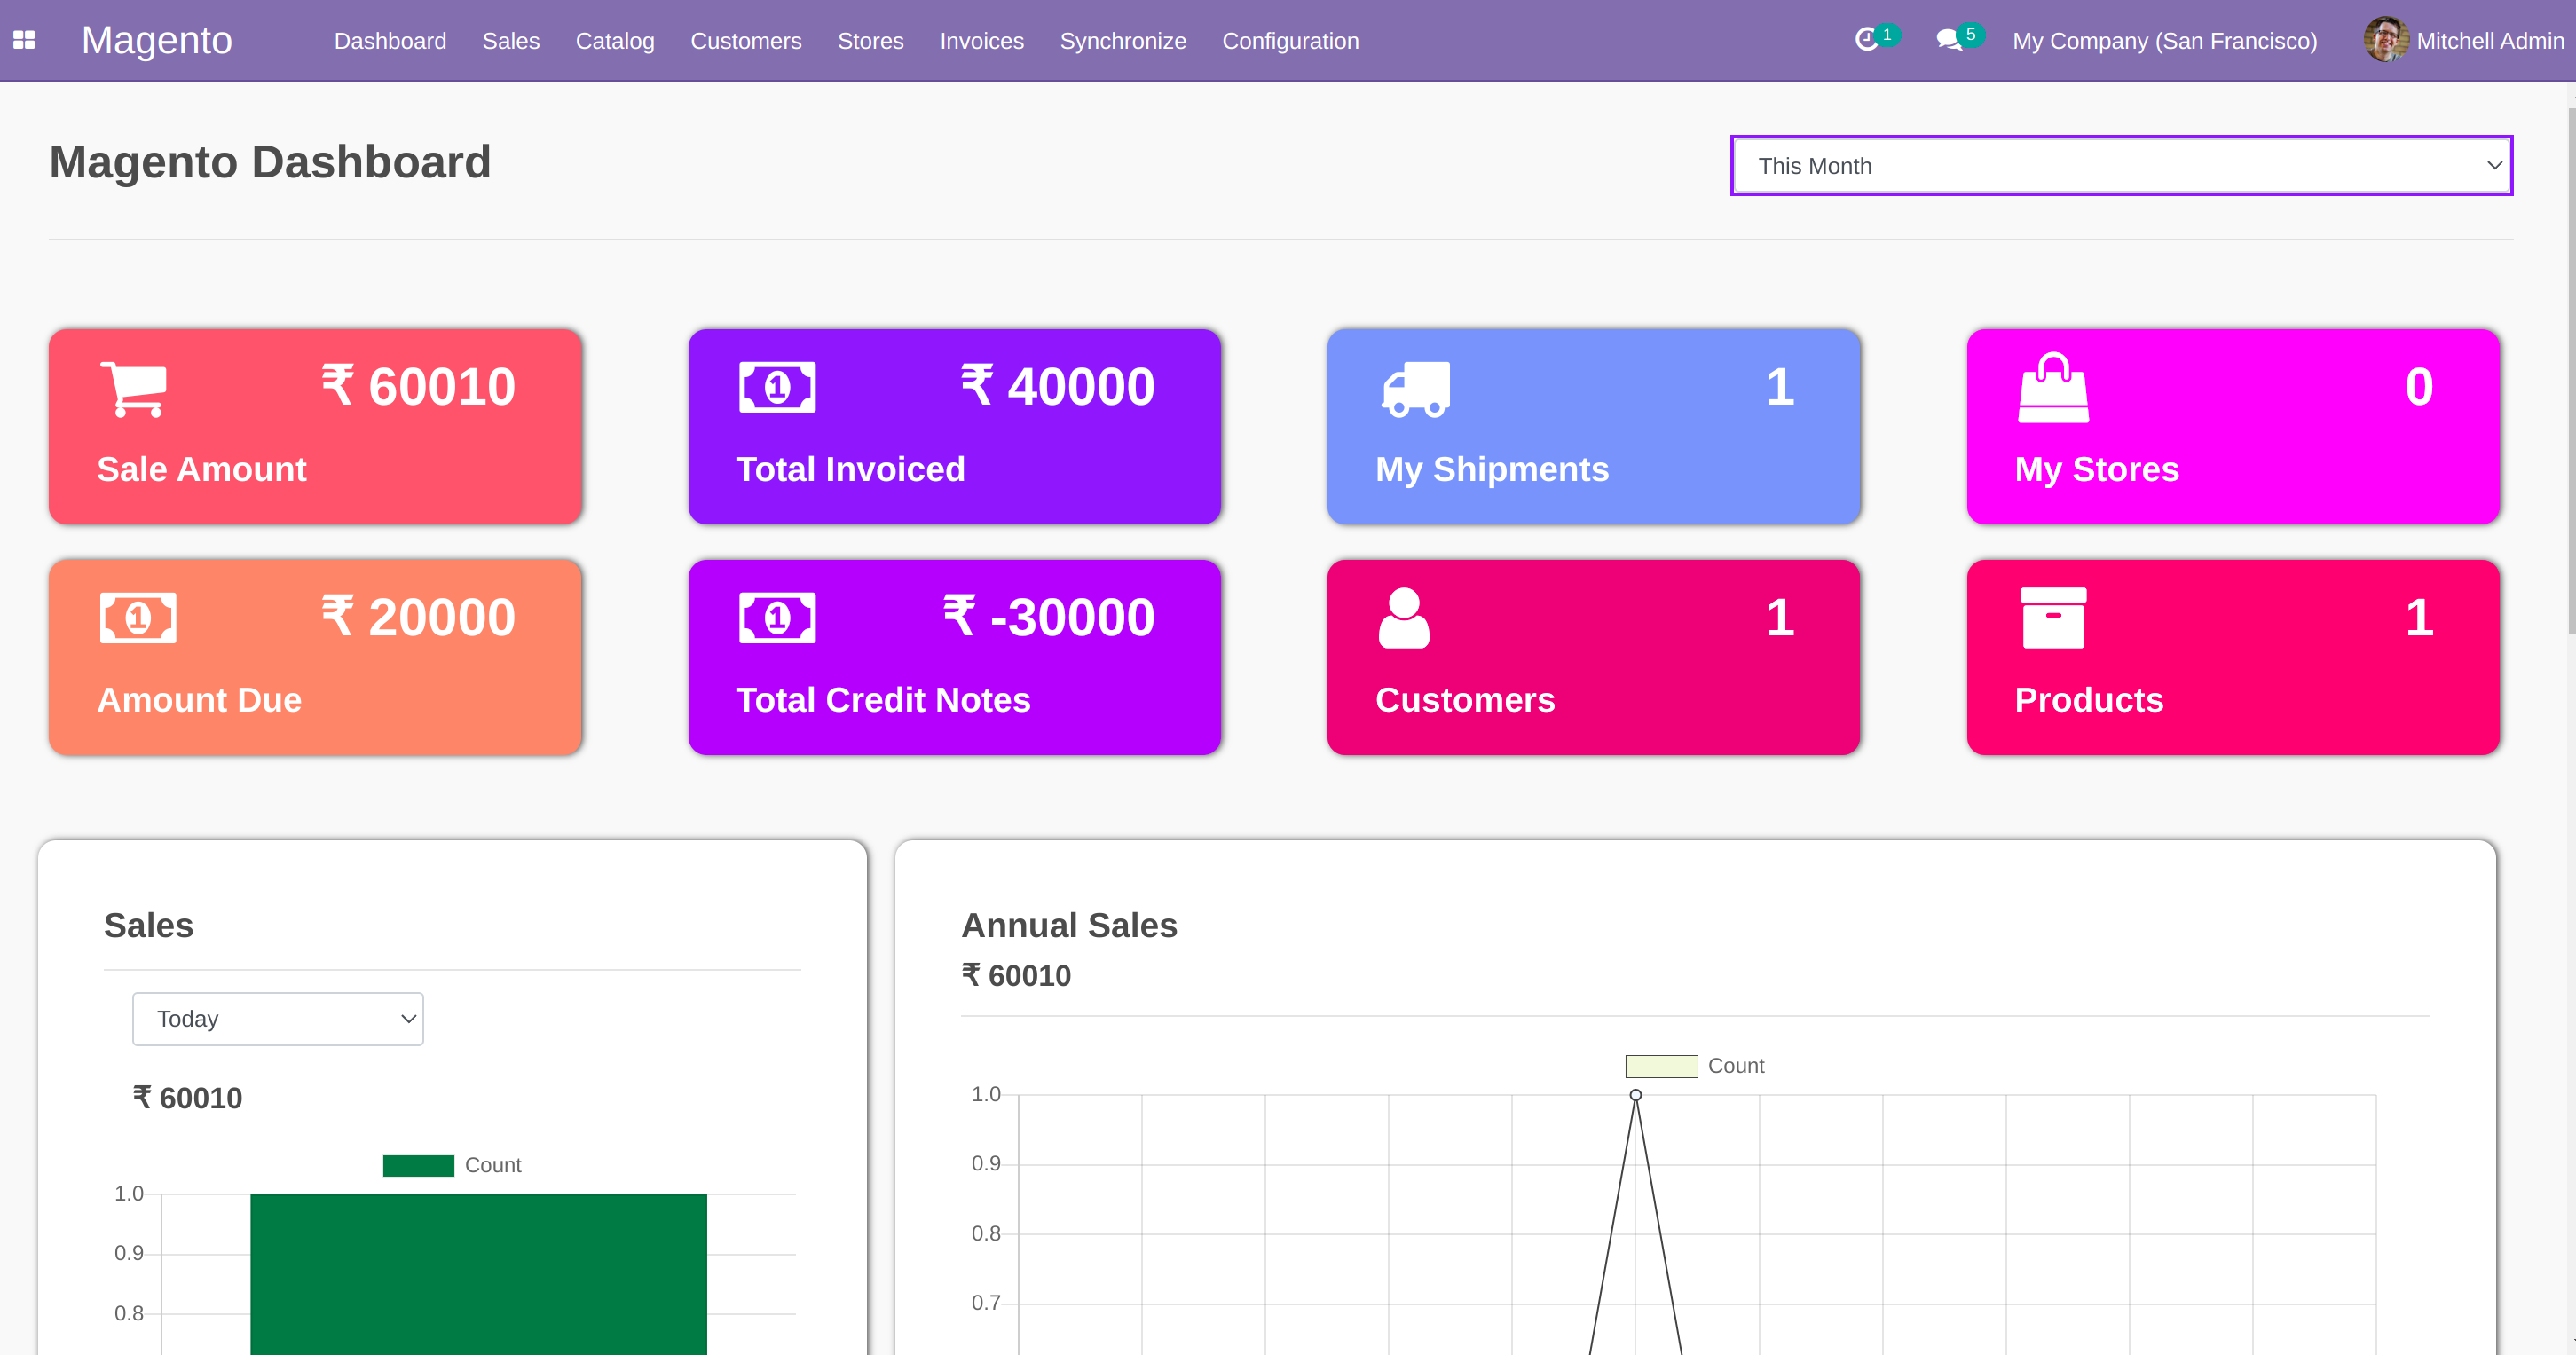 Magento Dashboard Sales Catalog Customers Stores Invoices Synchronize Configuration 1 5 My Company (San Francisco) Mitchell Admin
Magento Dashboard
This Month
₹ 60010
Sale Amount
1
₹ 40000
Total Invoiced
1
My Shipments
0
My Stores
1
₹ 20000
Amount Due
1
₹ -30000
Total Credit Notes
1
Customers
1
Products
Sales
Today
₹ 60010
Count
1.0
0.9
0.8
Annual Sales
₹ 60010
Count
1.0
0.9
0.8
0.7